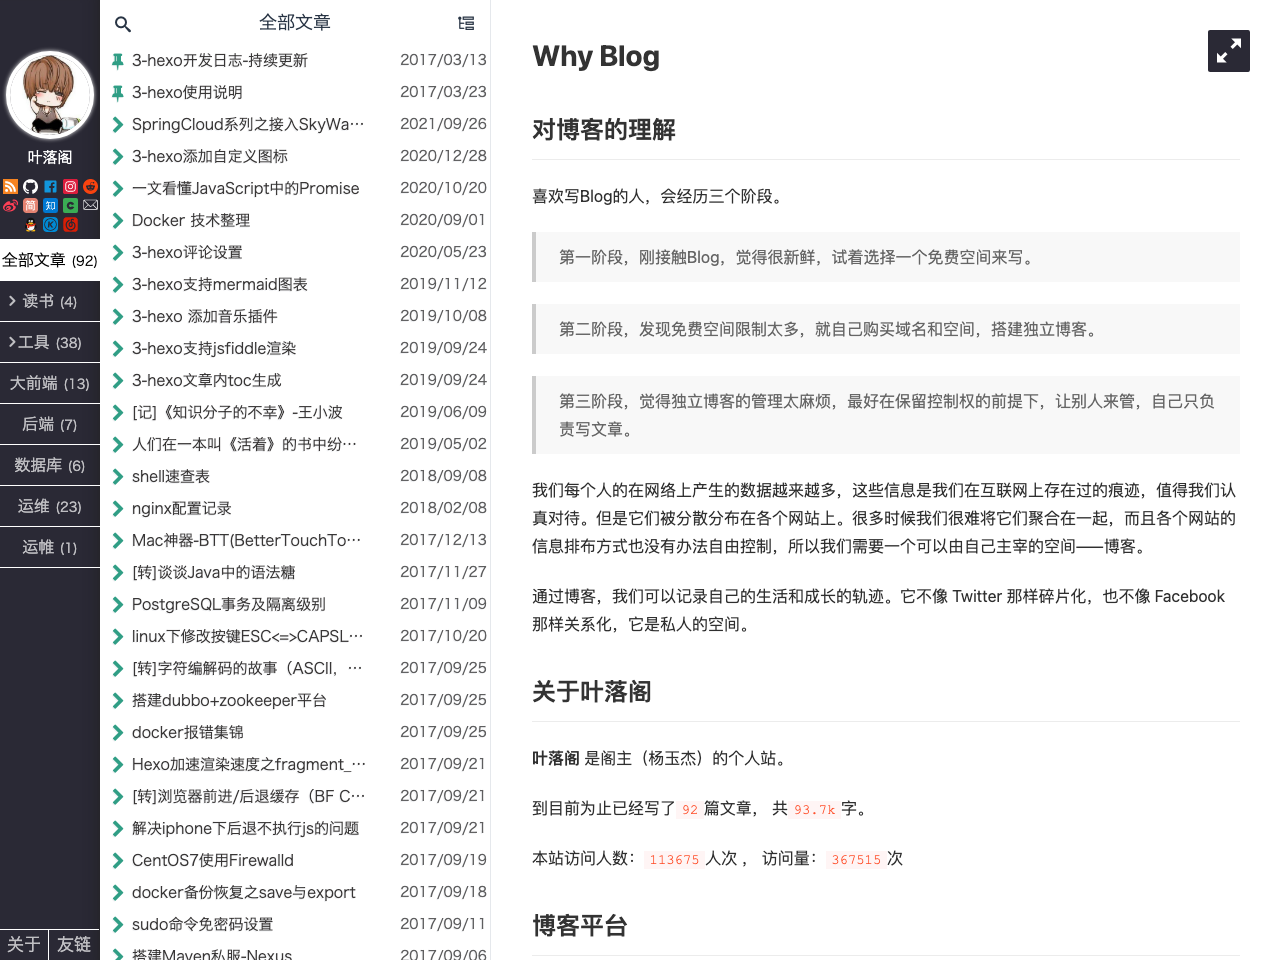 叶落阁
全部文章 (92)
读书 (4)
工具 (38)
大前端 (13)
后端 (7)
数据库 (6)
运维 (23)
运帷 (1)
关于 友链
全部文章
3-hexo开发日志-持续更新 2017/03/13
3-hexo使用说明 2017/03/23
SpringCloud系列之接入SkyWa… 2021/09/26
3-hexo添加自定义图标 2020/12/28
一文看懂JavaScript中的Promise 2020/10/20
Docker 技术整理 2020/09/01
3-hexo评论设置 2020/05/23
3-hexo支持mermaid图表 2019/11/12
3-hexo 添加音乐插件 2019/10/08
3-hexo支持jsfiddle渲染 2019/09/24
3-hexo文章内toc生成 2019/09/24
[记]《知识分子的不幸》-王小波 2019/06/09
人们在一本叫《活着》的书中纷… 2019/05/02
shell速查表 2018/09/08
nginx配置记录 2018/02/08
Mac神器-BTT(BetterTouchTo… 2017/12/13
[转]谈谈Java中的语法糖 2017/11/27
PostgreSQL事务及隔离级别 2017/11/09
linux下修改按键ESC<=>CAPSL… 2017/10/20
[转]字符编解码的故事（ASCII，… 2017/09/25
搭建dubbo+zookeeper平台 2017/09/25
docker报错集锦 2017/09/25
Hexo加速渲染速度之fragment_… 2017/09/21
[转]浏览器前进/后退缓存（BF C… 2017/09/21
解决iphone下后退不执行js的问题 2017/09/21
CentOS7使用Firewalld 2017/09/19
docker备份恢复之save与export 2017/09/18
sudo命令免密码设置 2017/09/11
搭建Maven私服-Nexus 2017/09/06
Why Blog
对博客的理解
喜欢写Blog的人，会经历三个阶段。
第一阶段，刚接触Blog，觉得很新鲜，试着选择一个免费空间来写。
第二阶段，发现免费空间限制太多，就自己购买域名和空间，搭建独立博客。
第三阶段，觉得独立博客的管理太麻烦，最好在保留控制权的前提下，让别人来管，自己只负
责写文章。
我们每个人的在网络上产生的数据越来越多，这些信息是我们在互联网上存在过的痕迹，值得我们认
真对待。但是它们被分散分布在各个网站上。很多时候我们很难将它们聚合在一起，而且各个网站的
信息排布方式也没有办法自由控制，所以我们需要一个可以由自己主宰的空间——博客。
通过博客，我们可以记录自己的生活和成长的轨迹。它不像 Twitter 那样碎片化，也不像 Facebook
那样关系化，它是私人的空间。
关于叶落阁
叶落阁 是阁主（杨玉杰）的个人站。
到目前为止已经写了 92 篇文章， 共 93.7k 字。
本站访问人数： 113675 人次 ， 访问量： 367515 次
博客平台